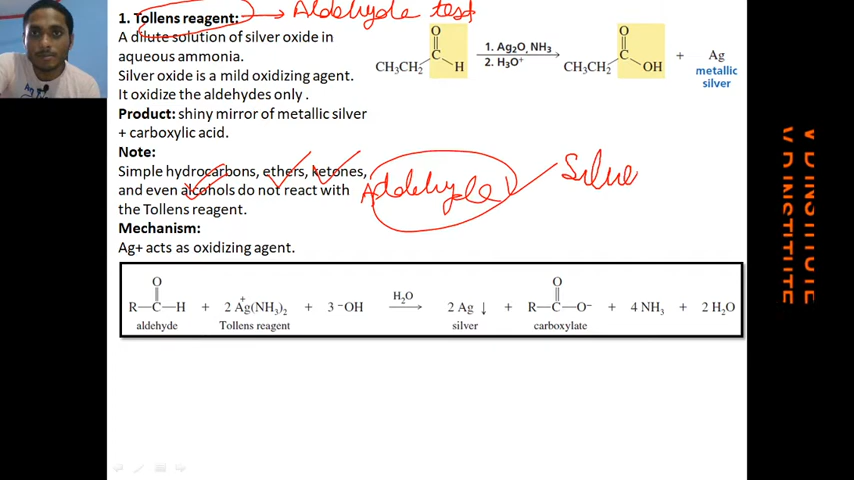 1. Tollens reagent: → Aldehyde test
A dilute solution of silver oxide in
aqueous ammonia.
Silver oxide is a mild oxidizing agent.
It oxidize the aldehydes only .
Product: shiny mirror of metallic silver
+ carboxylic acid.
Note:
Simple hydrocarbons, ethers, ketones,
and even alcohols do not react with
the Tollens reagent.
Mechanism:
Ag+ acts as oxidizing agent.
O
CH₃CH₂ C H
1. Ag₂O, NH₃
2. H₃O⁺
O
CH₃CH₂ C OH
+ Ag
metallic
silver
Aldehyde
Silve
O O
R—C—H + 2 Ag(NH₃)₂ + 3 ⁻OH H₂O → 2 Ag ↓ + R—C—O⁻ + 4 NH₃ + 2 H₂O
+
aldehyde Tollens reagent silver carboxylate
V D INSTITUTE
V D INSTITUTE